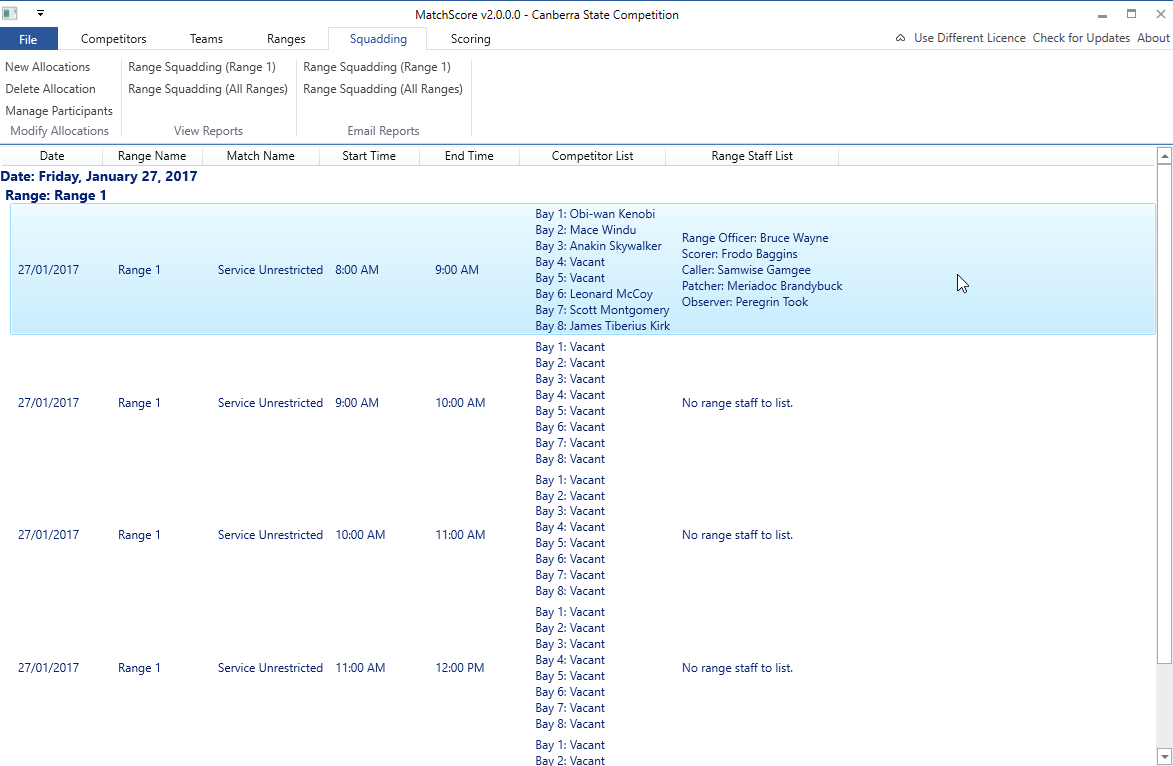 MatchScore v2.0.0.0 - Canberra State Competition
File Competitors Teams Ranges Squadding Scoring Use Different Licence Check for Updates About
New Allocations Range Squadding (Range 1) Range Squadding (Range 1)
Delete Allocation Range Squadding (All Ranges) Range Squadding (All Ranges)
Manage Participants
Modify Allocations View Reports Email Reports
Date Range Name Match Name Start Time End Time Competitor List Range Staff List
Date: Friday, January 27, 2017
Range: Range 1
27/01/2017 Range 1 Service Unrestricted 8:00 AM 9:00 AM
Bay 1: Obi-wan Kenobi
Bay 2: Mace Windu
Bay 3: Anakin Skywalker
Bay 4: Vacant
Bay 5: Vacant
Bay 6: Leonard McCoy
Bay 7: Scott Montgomery
Bay 8: James Tiberius Kirk
Range Officer: Bruce Wayne
Scorer: Frodo Baggins
Caller: Samwise Gamgee
Patcher: Meriadoc Brandybuck
Observer: Peregrin Took
27/01/2017 Range 1 Service Unrestricted 9:00 AM 10:00 AM
Bay 1: Vacant
Bay 2: Vacant
Bay 3: Vacant
Bay 4: Vacant
Bay 5: Vacant
Bay 6: Vacant
Bay 7: Vacant
Bay 8: Vacant
No range staff to list.
27/01/2017 Range 1 Service Unrestricted 10:00 AM 11:00 AM
Bay 1: Vacant
Bay 2: Vacant
Bay 3: Vacant
Bay 4: Vacant
Bay 5: Vacant
Bay 6: Vacant
Bay 7: Vacant
Bay 8: Vacant
No range staff to list.
27/01/2017 Range 1 Service Unrestricted 11:00 AM 12:00 PM
Bay 1: Vacant
Bay 2: Vacant
Bay 3: Vacant
Bay 4: Vacant
Bay 5: Vacant
Bay 6: Vacant
Bay 7: Vacant
Bay 8: Vacant
No range staff to list.
Bay 1: Vacant
Bay 2: Vacant